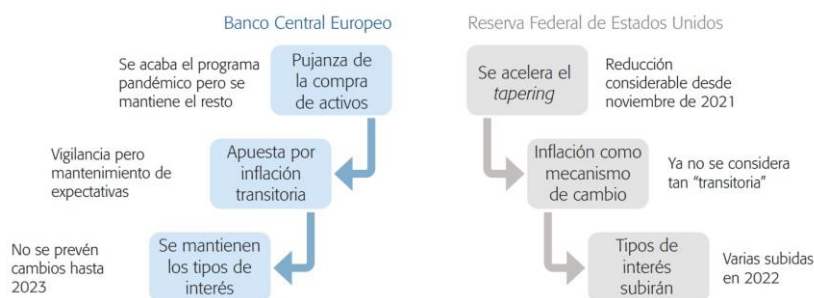 Banco Central Europeo
Se acaba el programa
pandémico pero se
mantiene el resto
Pujanza de
la compra
de activos
Vigilancia pero
mantenimiento de
expectativas
Apuesta por
inflación
transitoria
No se prevén
cambios hasta
2023
Se mantienen
los tipos de
interés
Reserva Federal de Estados Unidos
Se acelera el
tapering
Reducción
considerable desde
noviembre de 2021
Inflación como
mecanismo
de cambio
Ya no se considera
tan “transitoria”
Tipos de
interés
subirán
Varias subidas
en 2022